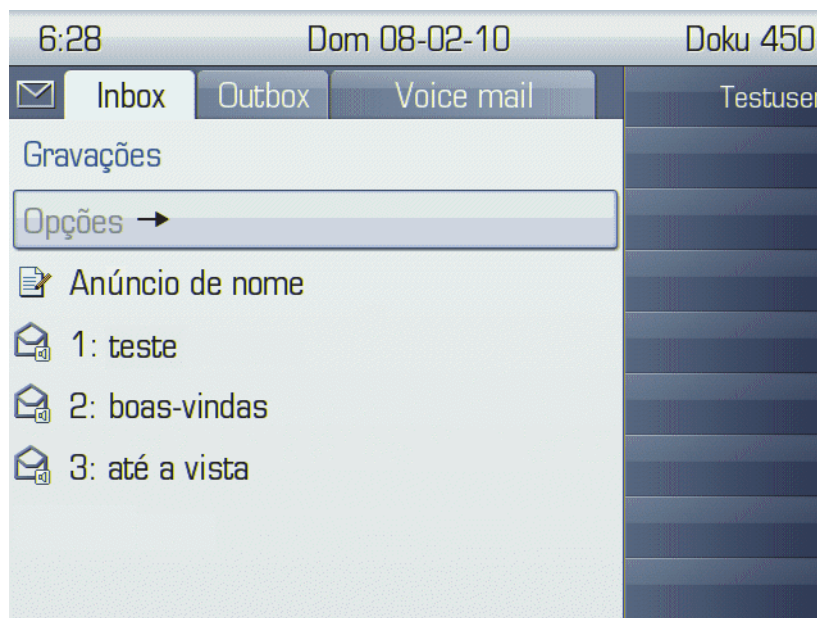 6:28 Dom 08-02-10 Doku 450
Inbox Outbox Voice mail Testuser
Gravações
Opções →
Anúncio de nome
1: teste
2: boas-vindas
3: até a vista